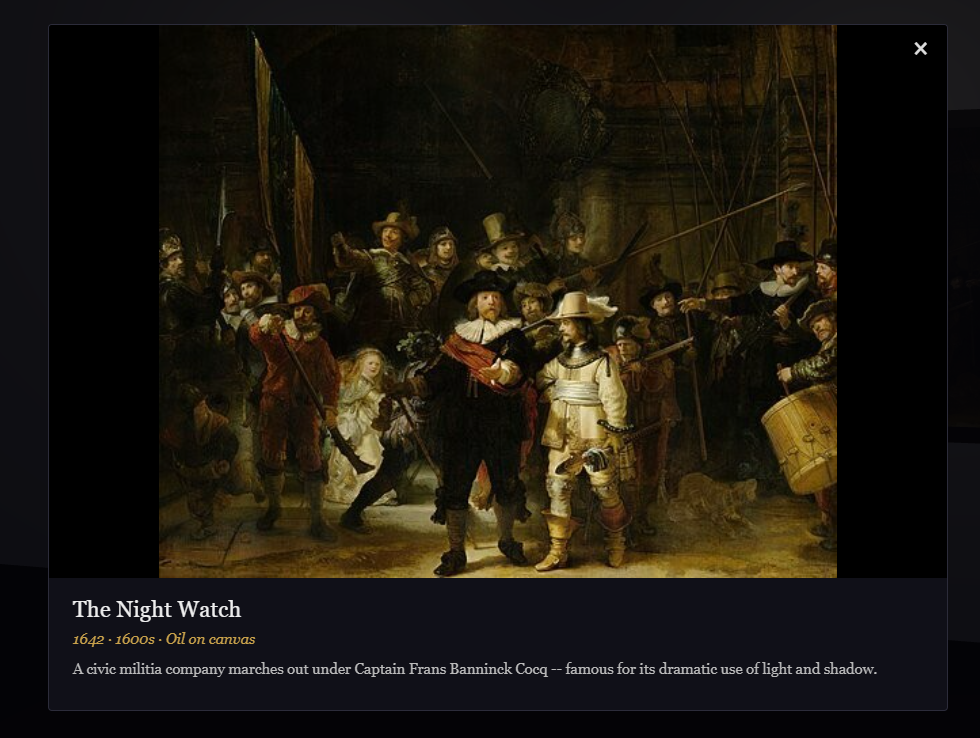 ×
The Night Watch
1642 · 1600s · Oil on canvas
A civic militia company marches out under Captain Frans Banninck Cocq -- famous for its dramatic use of light and shadow.